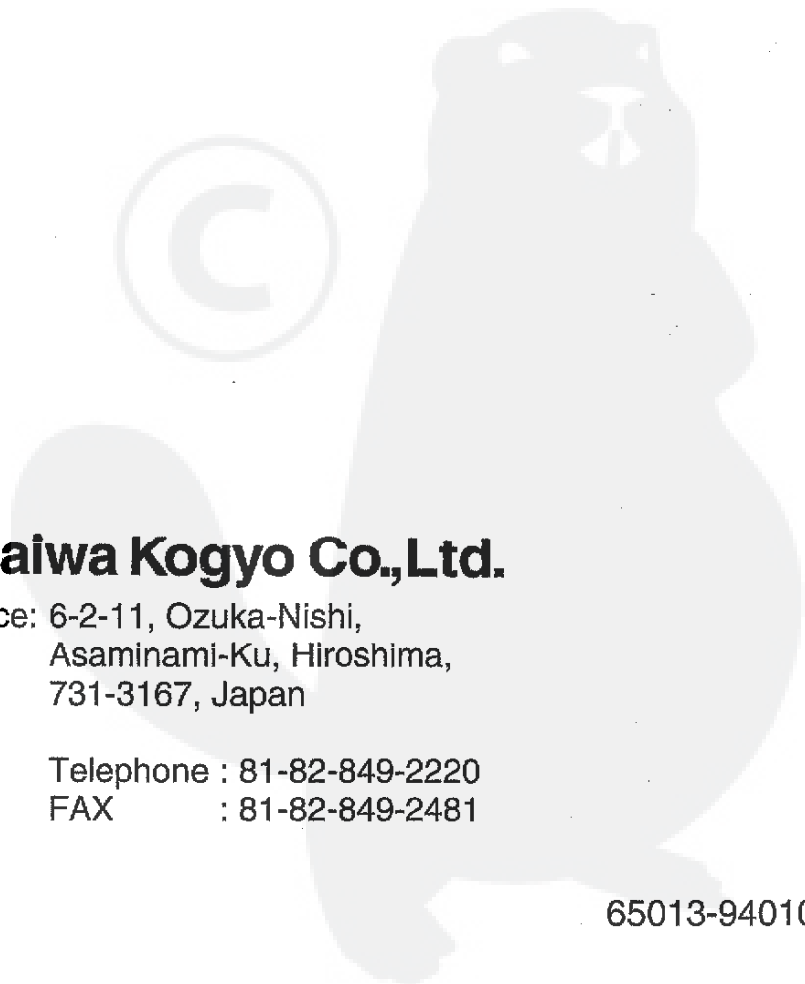 ©
aiwa Kogyo Co.,Ltd.
ce: 6-2-11, Ozuka-Nishi,
Asaminami-Ku, Hiroshima,
731-3167, Japan
Telephone : 81-82-849-2220
FAX : 81-82-849-2481
65013-94010